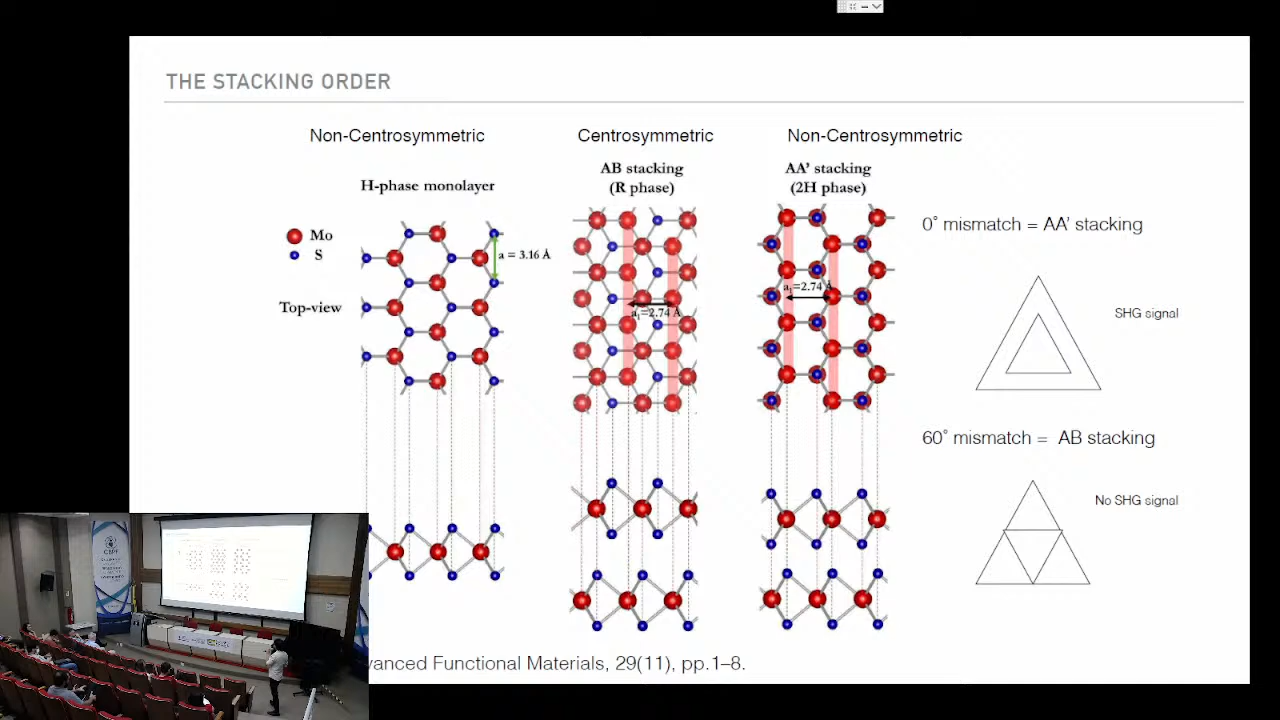 THE STACKING ORDER
Non-Centrosymmetric
Centrosymmetric
Non-Centrosymmetric
H-phase monolayer
AB stacking
(R phase)
AA’ stacking
(2H phase)
Mo
S
Top-view
a = 3.16 Å
a₁=2.74 Å
a₁=2.74 Å
0˚ mismatch = AA’ stacking
SHG signal
60˚ mismatch = AB stacking
No SHG signal
CBPF
vanced Functional Materials, 29(11), pp.1–8.